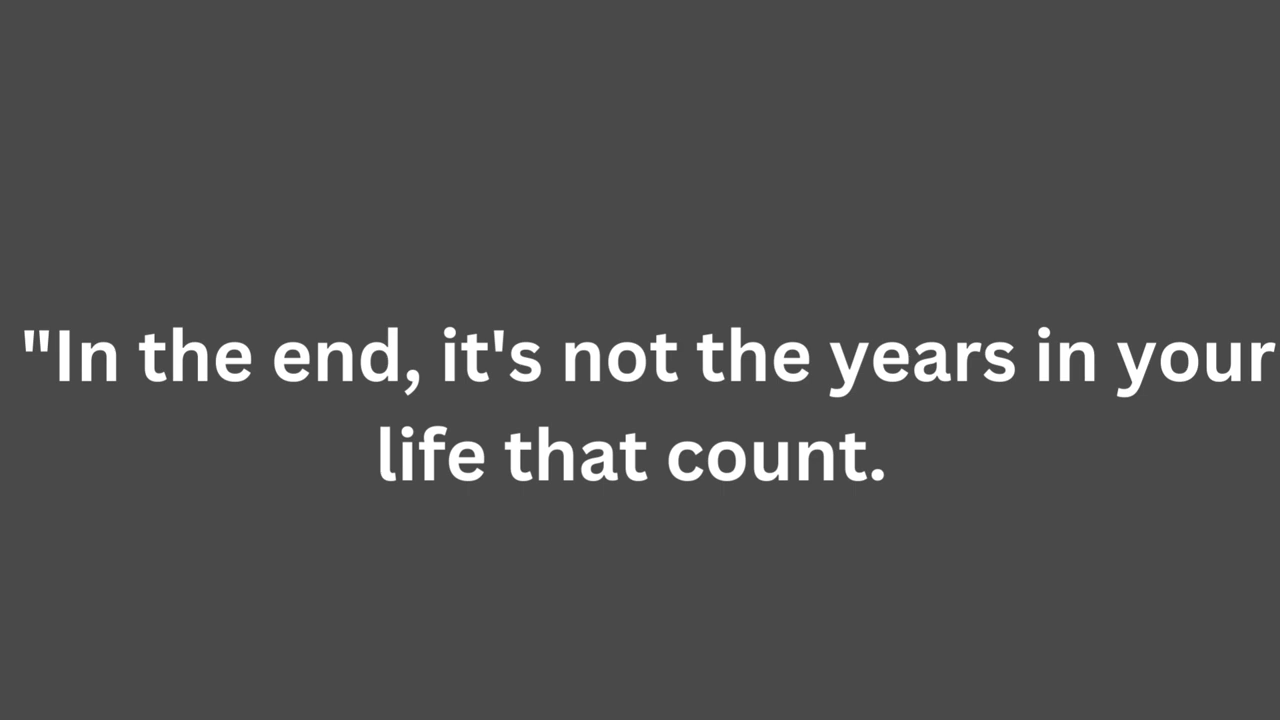 "In the end, it's not the years in your
life that count.